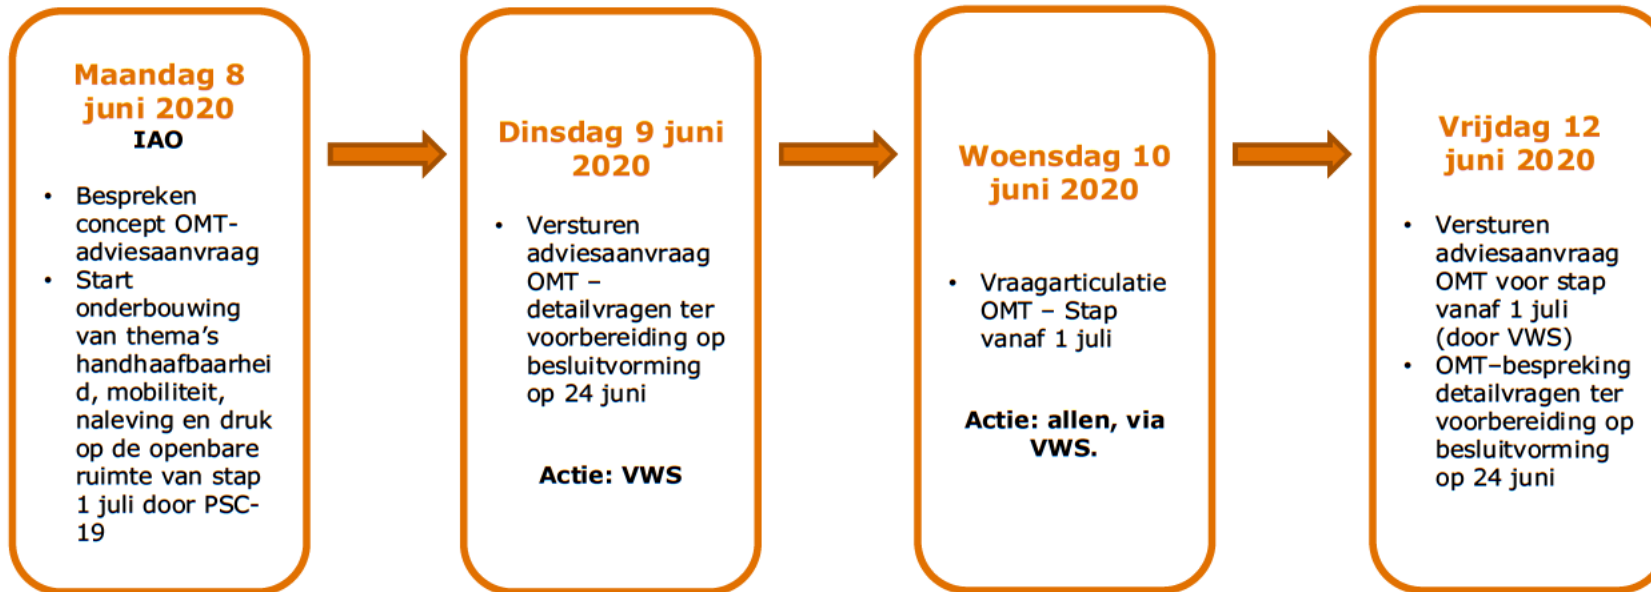 Maandag 8
juni 2020
IAO
• Bespreken
concept OMT-
adviesaanvraag
• Start
onderbouwing
van thema's
handhaafbaarhei
d, mobiliteit,
naleving en druk
op de openbare
ruimte van stap
1 juli door PSC-
19
Dinsdag 9 juni
2020
• Versturen
adviesaanvraag
OMT –
detailvragen ter
voorbereiding op
besluitvorming
op 24 juni
Actie: VWS
Woensdag 10
juni 2020
• Vraagarticulatie
OMT – Stap
vanaf 1 juli
Actie: allen, via
VWS.
Vrijdag 12
juni 2020
• Versturen
adviesaanvraag
OMT voor stap
vanaf 1 juli
(door VWS)
• OMT–bespreking
detailvragen ter
voorbereiding op
besluitvorming
op 24 juni